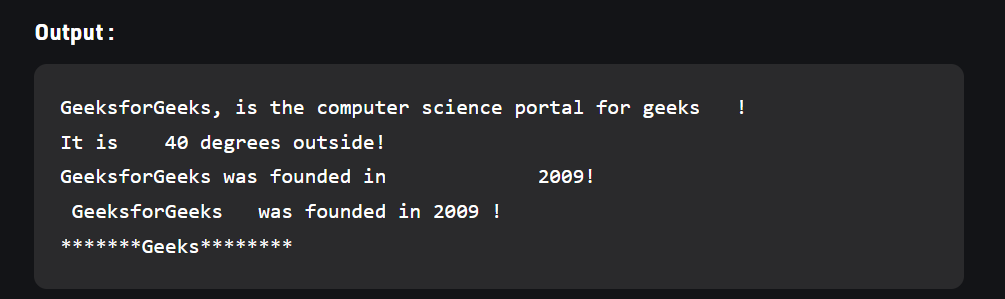 Output:
GeeksforGeeks, is the computer science portal for geeks   !
It is    40 degrees outside!
GeeksforGeeks was founded in             2009!
 GeeksforGeeks   was founded in 2009 !
*******Geeks********